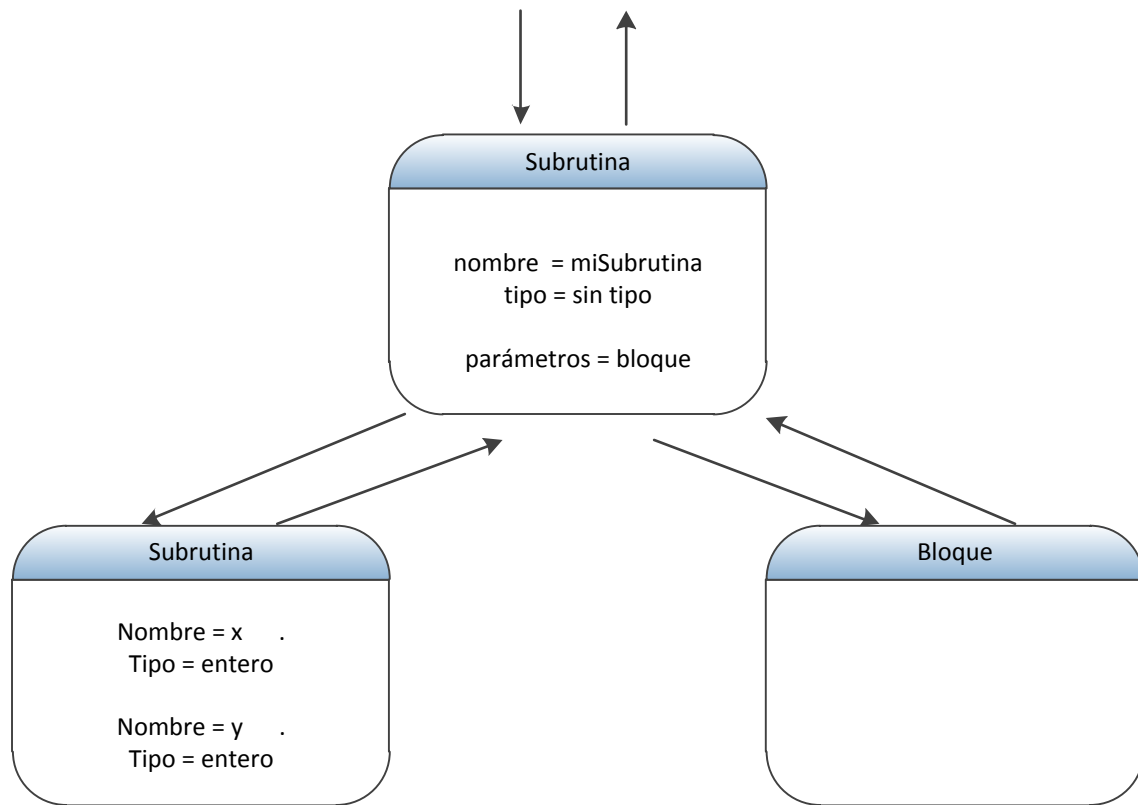 Subrutina
nombre = miSubrutina
tipo = sin tipo
parámetros = bloque
Subrutina
Nombre = x .
Tipo = entero
Nombre = y .
Tipo = entero
Bloque